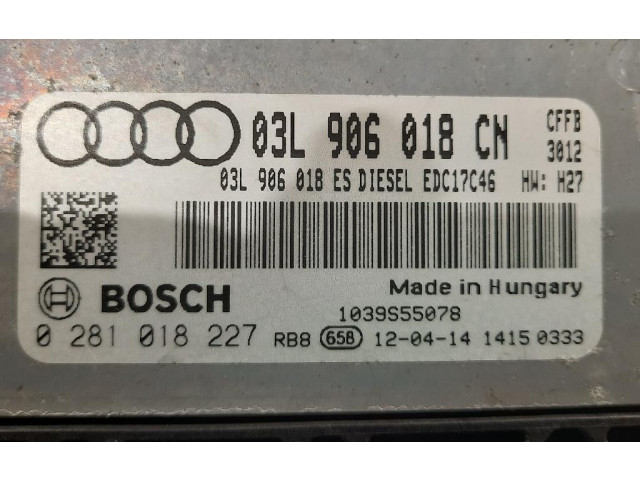 03L 906 018 CN CFFB
3012
03L 906 018 ES DIESEL EDC17C46 HW: H27
Made in Hungary
BOSCH
1039S55078
0 281 018 227 RB8 658 12-04-14 1415 0333